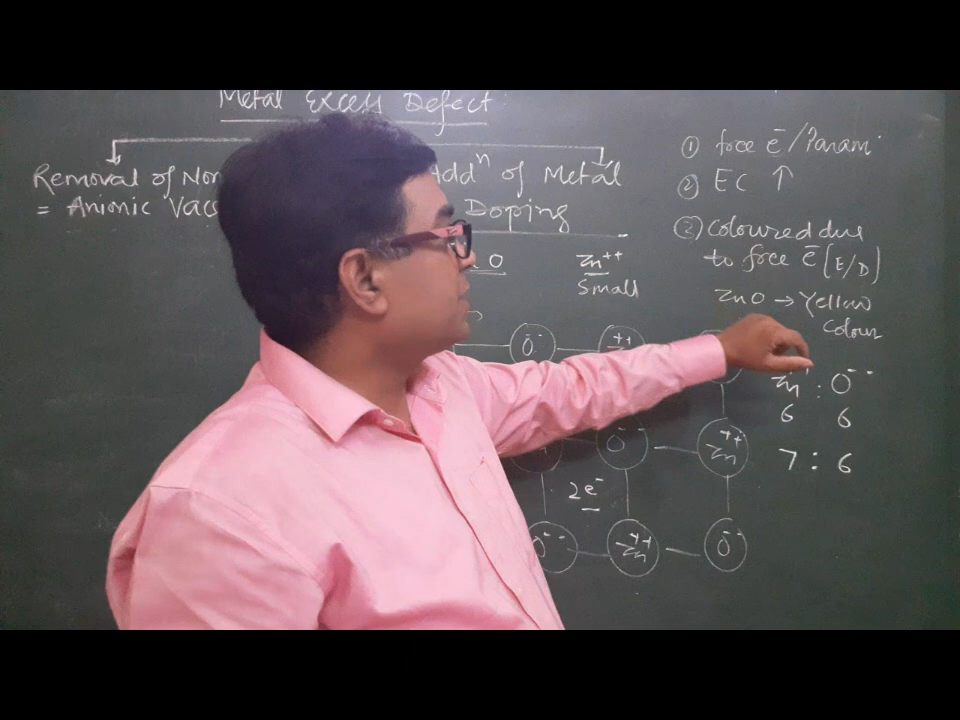 Metal Excess Defect
Removal of Non
= Anionic Vac
Addⁿ of Metal
Doping
O
Zn⁺⁺
Small
① free e⁻/Param
② EC ↑
③ Coloured due
to free e⁻ (E/D)
ZnO → Yellow
Colour
Zn : O⁻⁻
6 6
7 : 6
O⁻⁻ ++
O⁻⁻ Zn⁺⁺
2e⁻
O⁻⁻ Zn⁺⁺ O⁻⁻